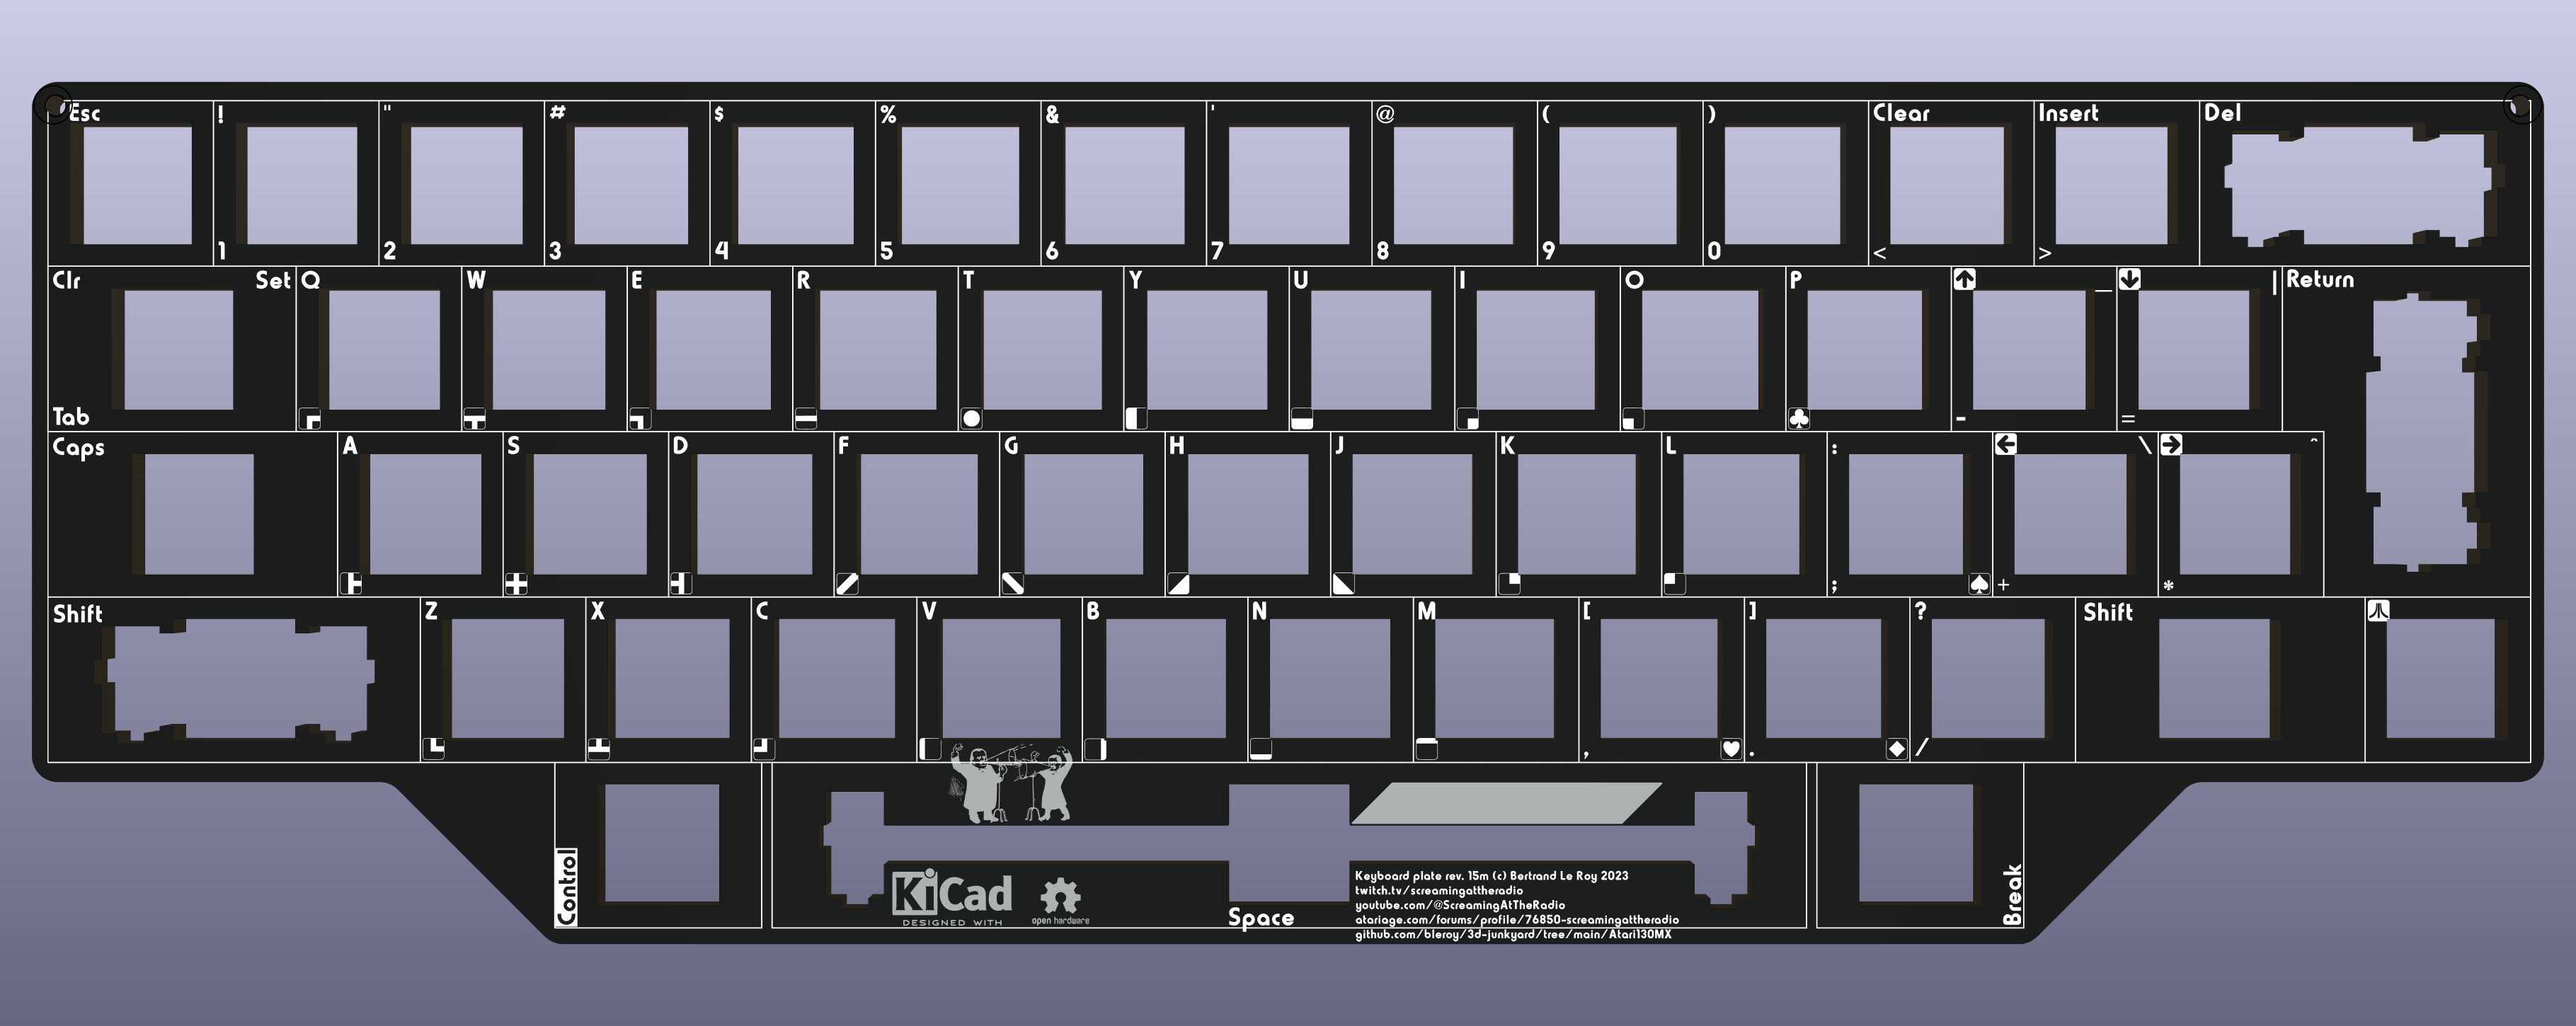 Esc ! " # $ % & ' @ ( ) Clear Insert Del
1 2 3 4 5 6 7 8 9 0 < >
Clr Set Q W E R T Y U I O P _ | Return
Tab - =
Caps A S D F G H J K L : \ ^
; + *
Shift Z X C V B N M [ ] ? Shift
, . /
Control
Break
KiCad
DESIGNED WITH
open hardware
Space
Keyboard plate rev. 15m (c) Bertrand Le Roy 2023
twitch.tv/screamingattheradio
youtube.com/@ScreamingAtTheRadio
atariage.com/forums/profile/76850-screamingattheradio
github.com/bleroy/3d-junkyard/tree/main/Atari130MX